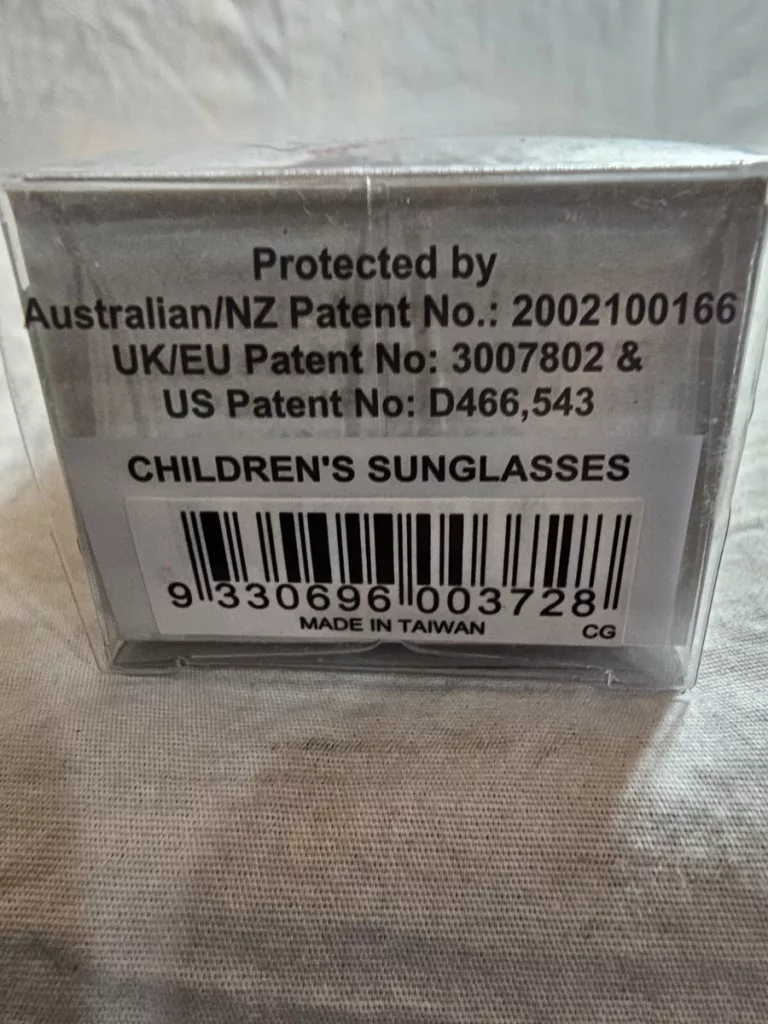 Protected by
Australian/NZ Patent No.: 2002100166
UK/EU Patent No: 3007802 &
US Patent No: D466,543
CHILDREN'S SUNGLASSES
9 330696 003728
MADE IN TAIWAN
CG